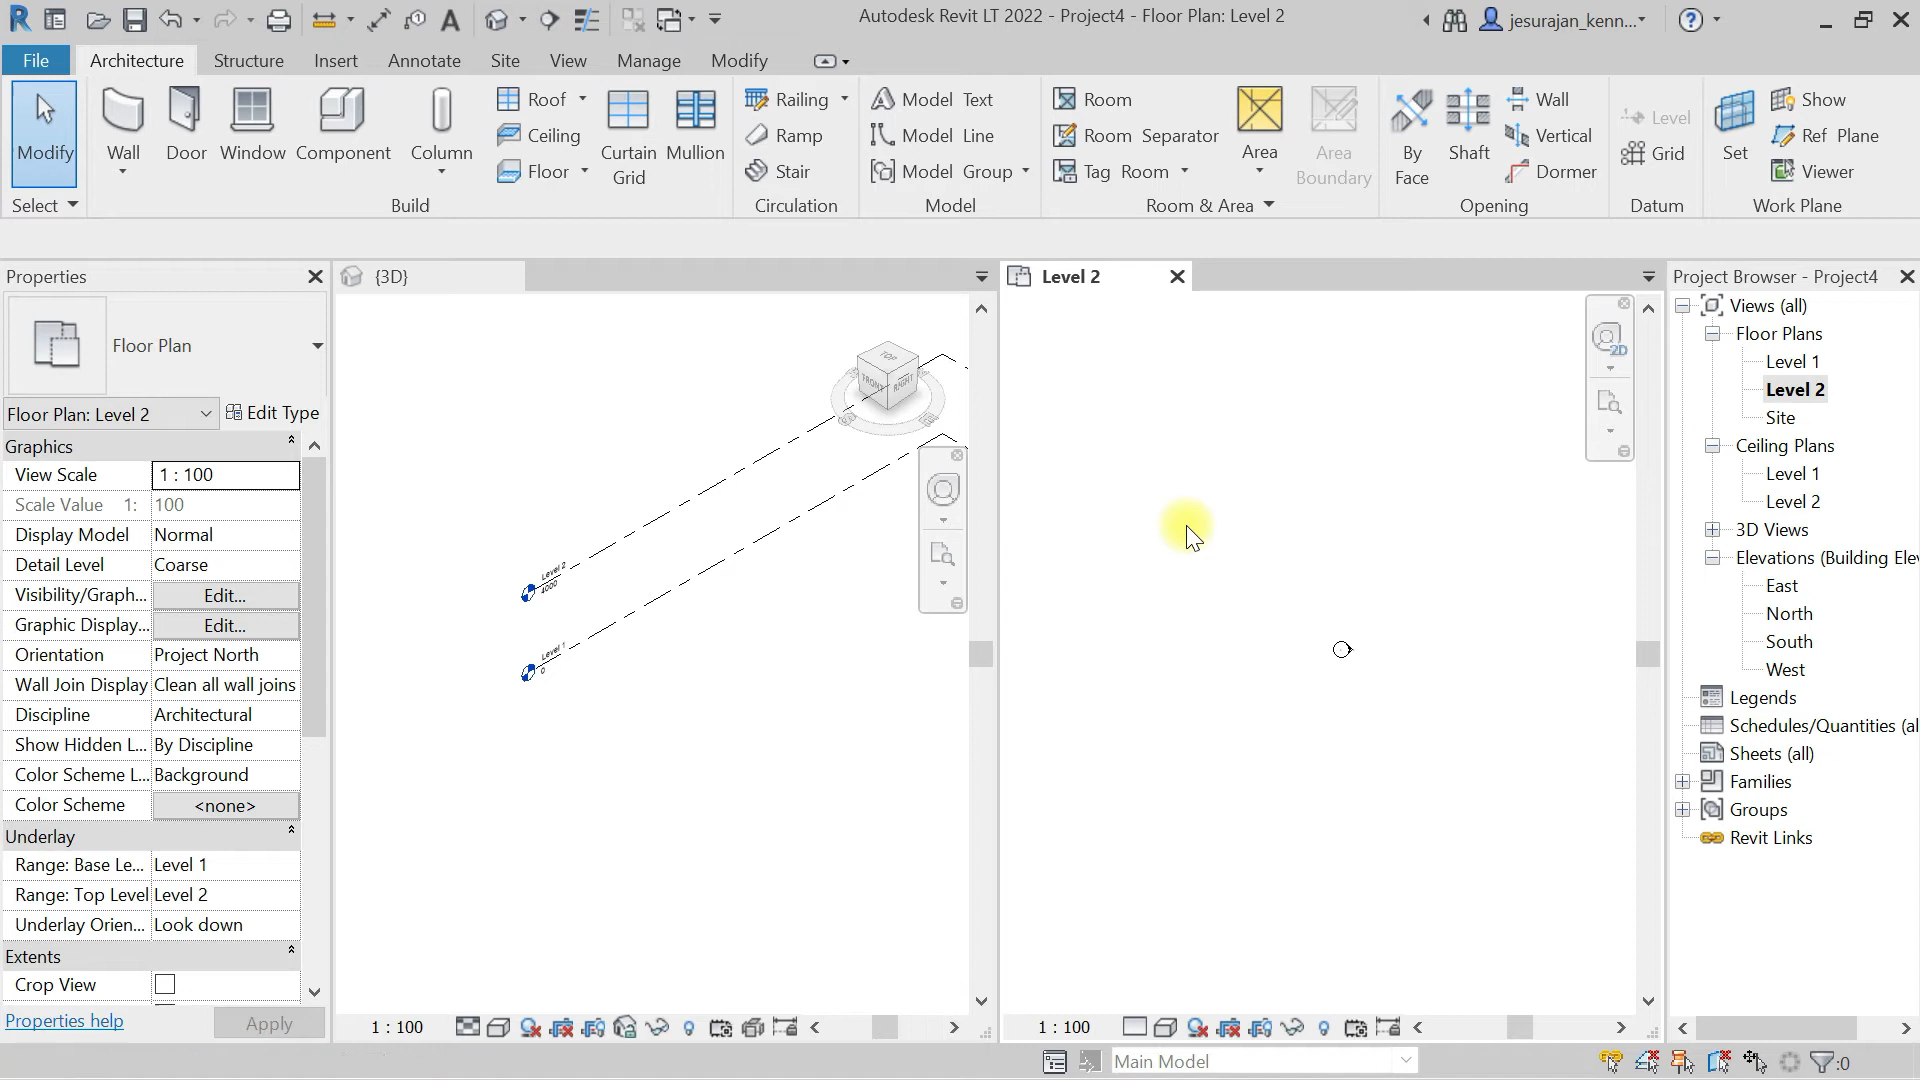 Autodesk Revit LT 2022 - Project4 - Floor Plan: Level 2
jesurajan_kenn...
File Architecture Structure Insert Annotate Site View Manage Modify
Modify
Wall
Door
Window
Component
Column
Roof
Ceiling
Floor
Curtain Grid
Mullion
Railing
Ramp
Stair
Model Text
Model Line
Model Group
Room
Room Separator
Tag Room
Area
Area Boundary
By Face
Shaft
Wall
Vertical
Dormer
Level
Grid
Set
Show
Ref Plane
Viewer
Select Build Circulation Model Room & Area Opening Datum Work Plane
Properties
Floor Plan
Floor Plan: Level 2 Edit Type
Graphics
View Scale 1 : 100
Scale Value 1: 100
Display Model Normal
Detail Level Coarse
Visibility/Graph... Edit...
Graphic Display... Edit...
Orientation Project North
Wall Join Display Clean all wall joins
Discipline Architectural
Show Hidden L... By Discipline
Color Scheme L... Background
Color Scheme <none>
Underlay
Range: Base Le... Level 1
Range: Top Level Level 2
Underlay Orien... Look down
Extents
Crop View
Properties help Apply
{3D}
TOP
FRONT
RIGHT
Level 2
4000
Level 1
0
1 : 100
Level 2
2D
1 : 100
Project Browser - Project4
Views (all)
Floor Plans
Level 1
Level 2
Site
Ceiling Plans
Level 1
Level 2
3D Views
Elevations (Building Ele
East
North
South
West
Legends
Schedules/Quantities (al
Sheets (all)
Families
Groups
Revit Links
Main Model
:0